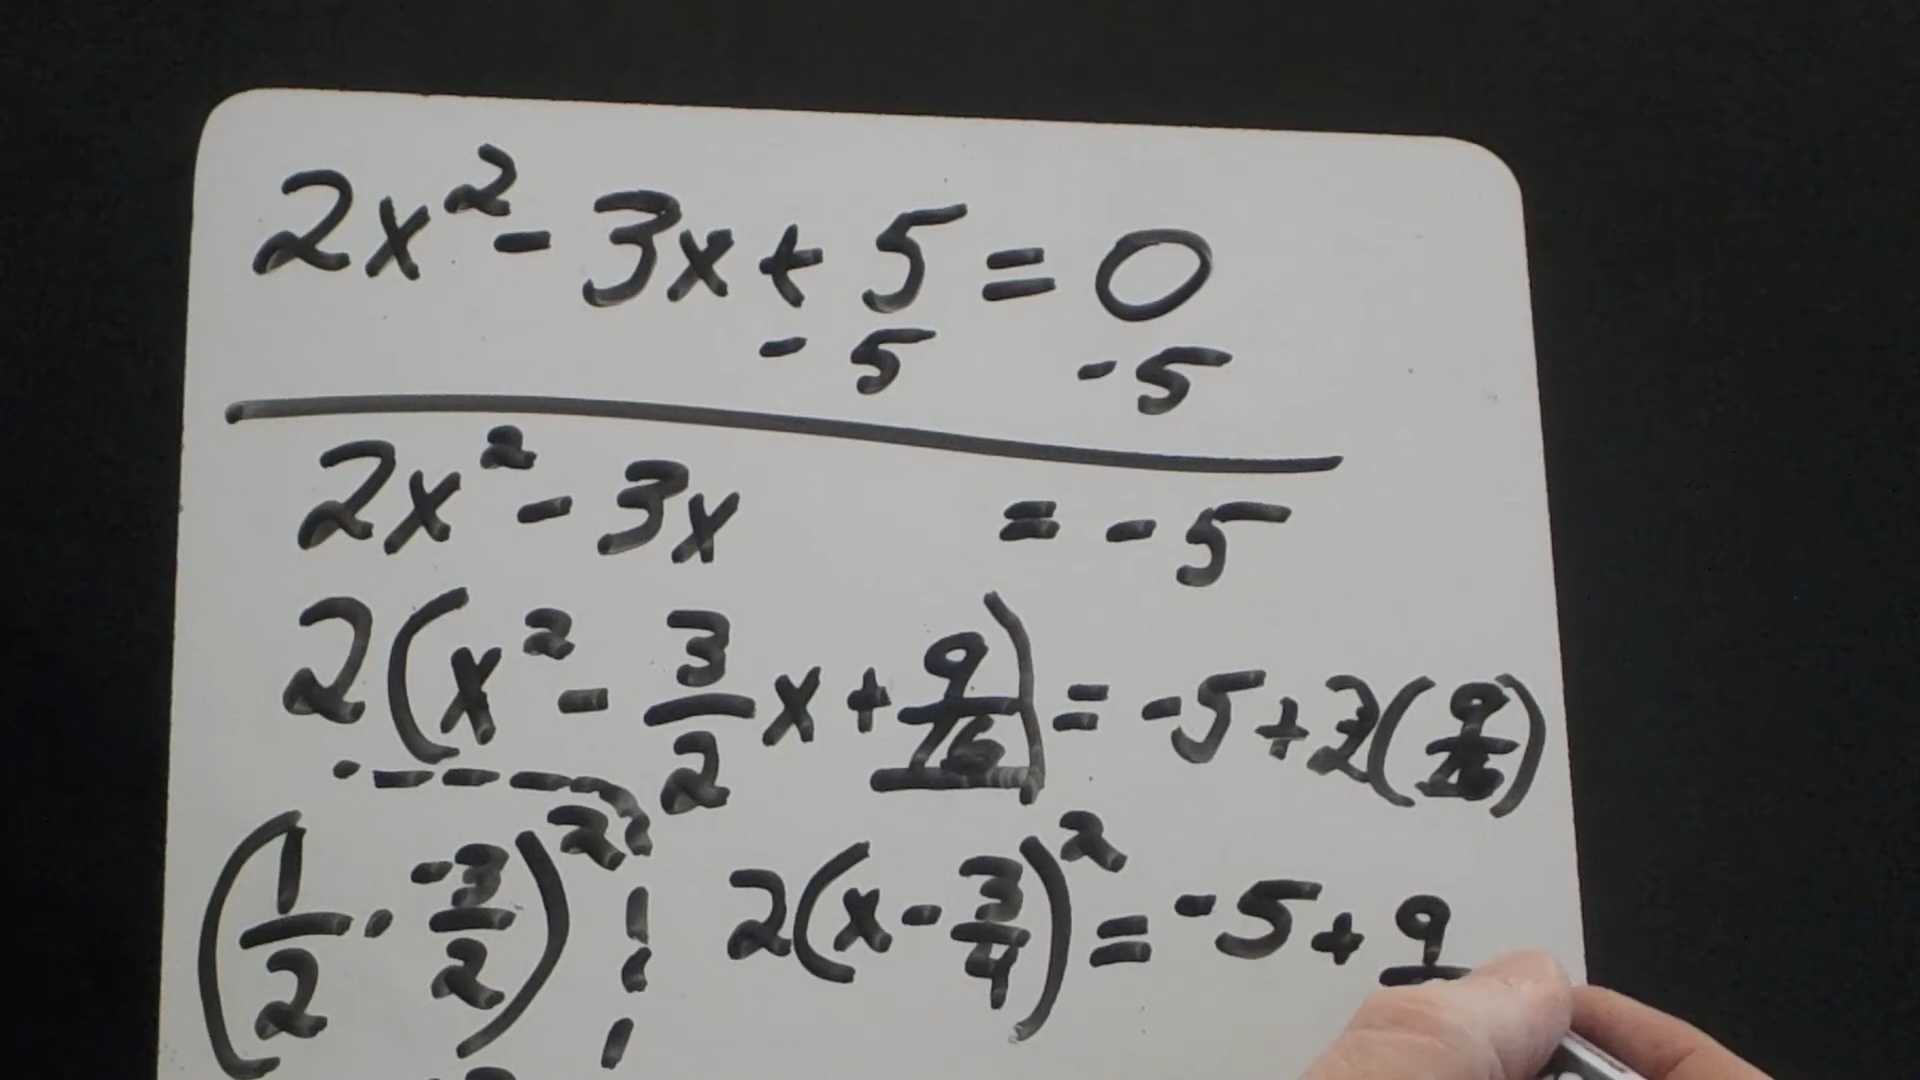 2x² - 3x + 5 = 0
- 5 - 5
2x² - 3x = - 5
2(x² - 3/2 x + 9/16) = -5 + 2(9/16)
(1/2 · -3/2)² 2(x - 3/4)² = -5 + 9